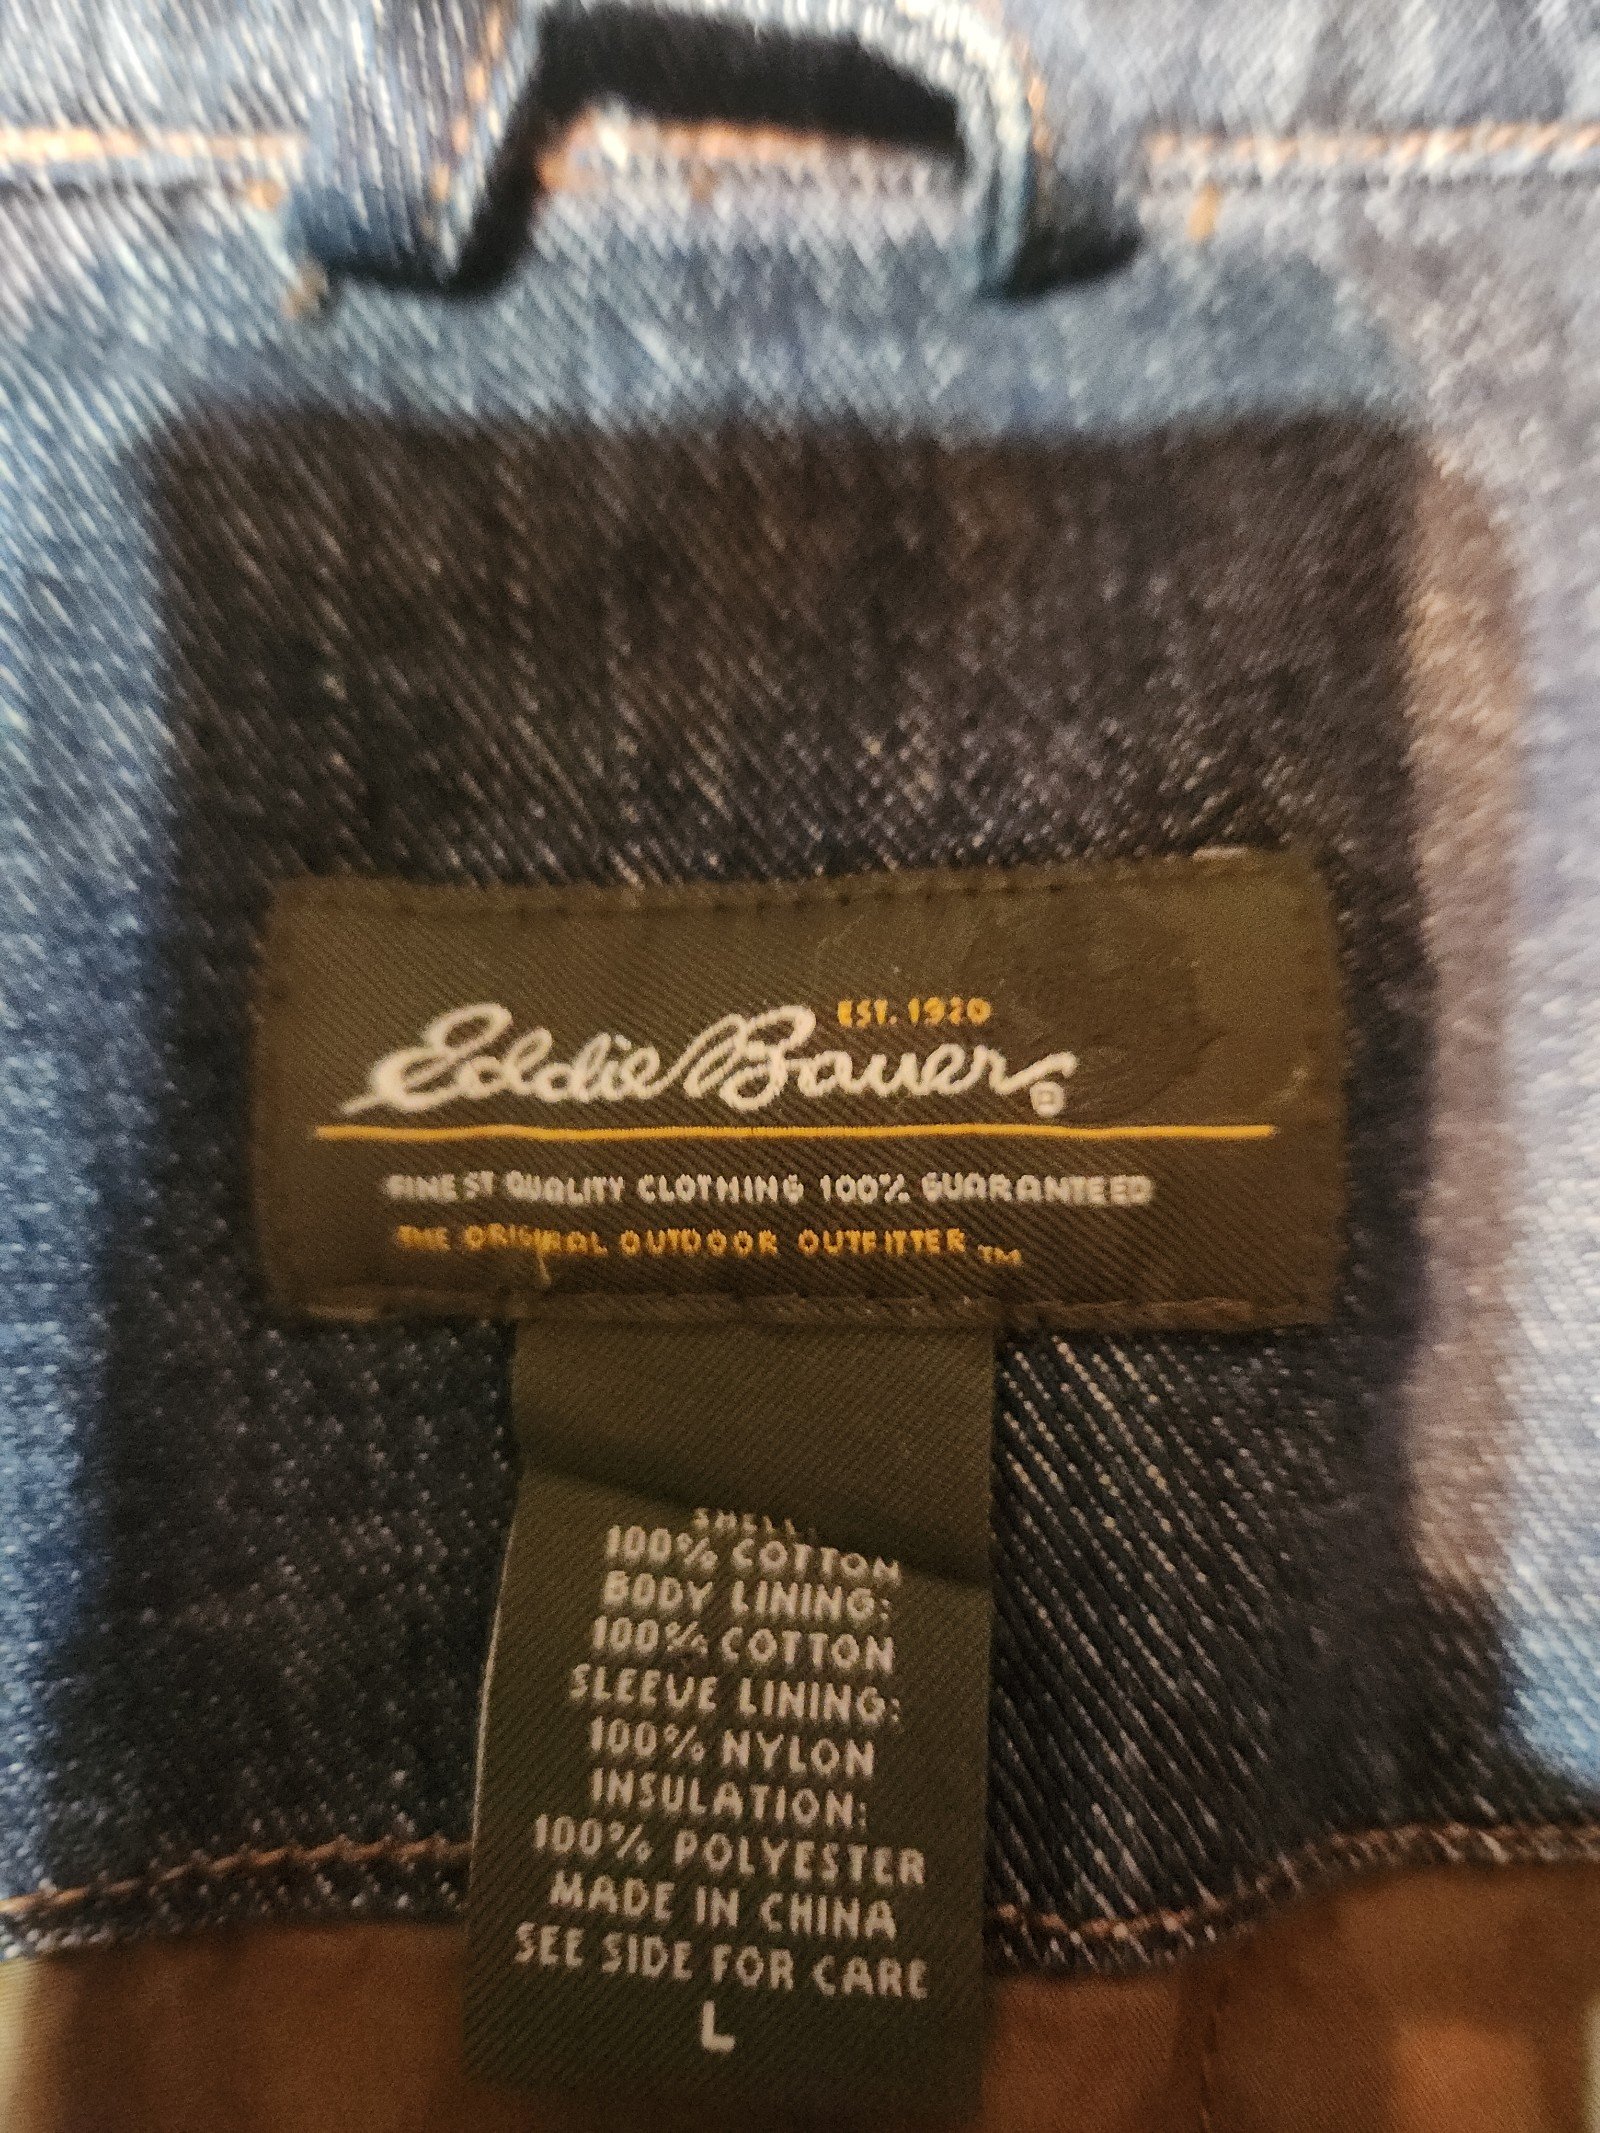 EST. 1920
Eddie Bauer®
FINEST QUALITY CLOTHING 100% GUARANTEED
THE ORIGINAL OUTDOOR OUTFITTER TM
SHELL:
100% COTTON
BODY LINING:
100% COTTON
SLEEVE LINING:
100% NYLON
INSULATION:
100% POLYESTER
MADE IN CHINA
SEE SIDE FOR CARE
L